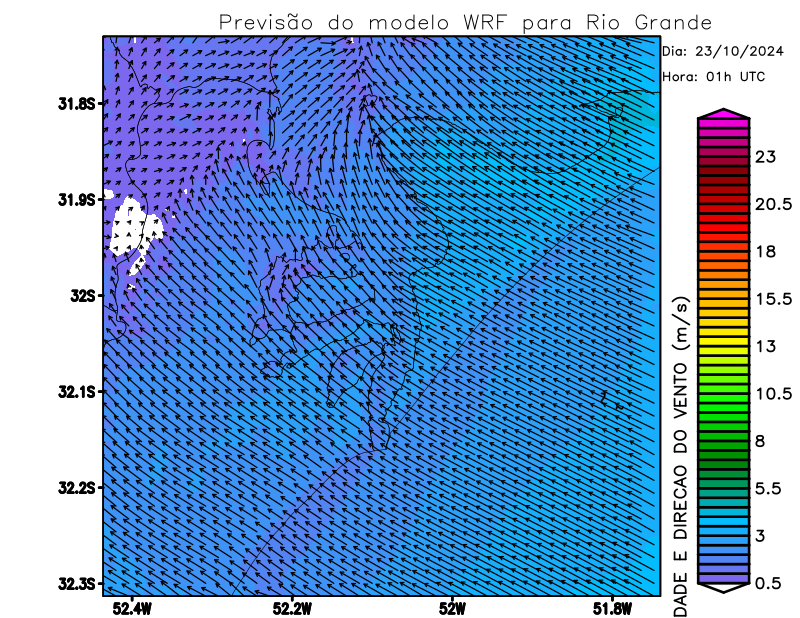 Previsão do modelo WRF para Rio Grande
Dia: 23/10/2024
Hora: 01h UTC
31.8S
31.9S
32S
32.1S
32.2S
32.3S
52.4W
52.2W
52W
51.8W
DADE E DIRECAO DO VENTO (m/s)
23
20.5
18
15.5
13
10.5
8
5.5
3
0.5